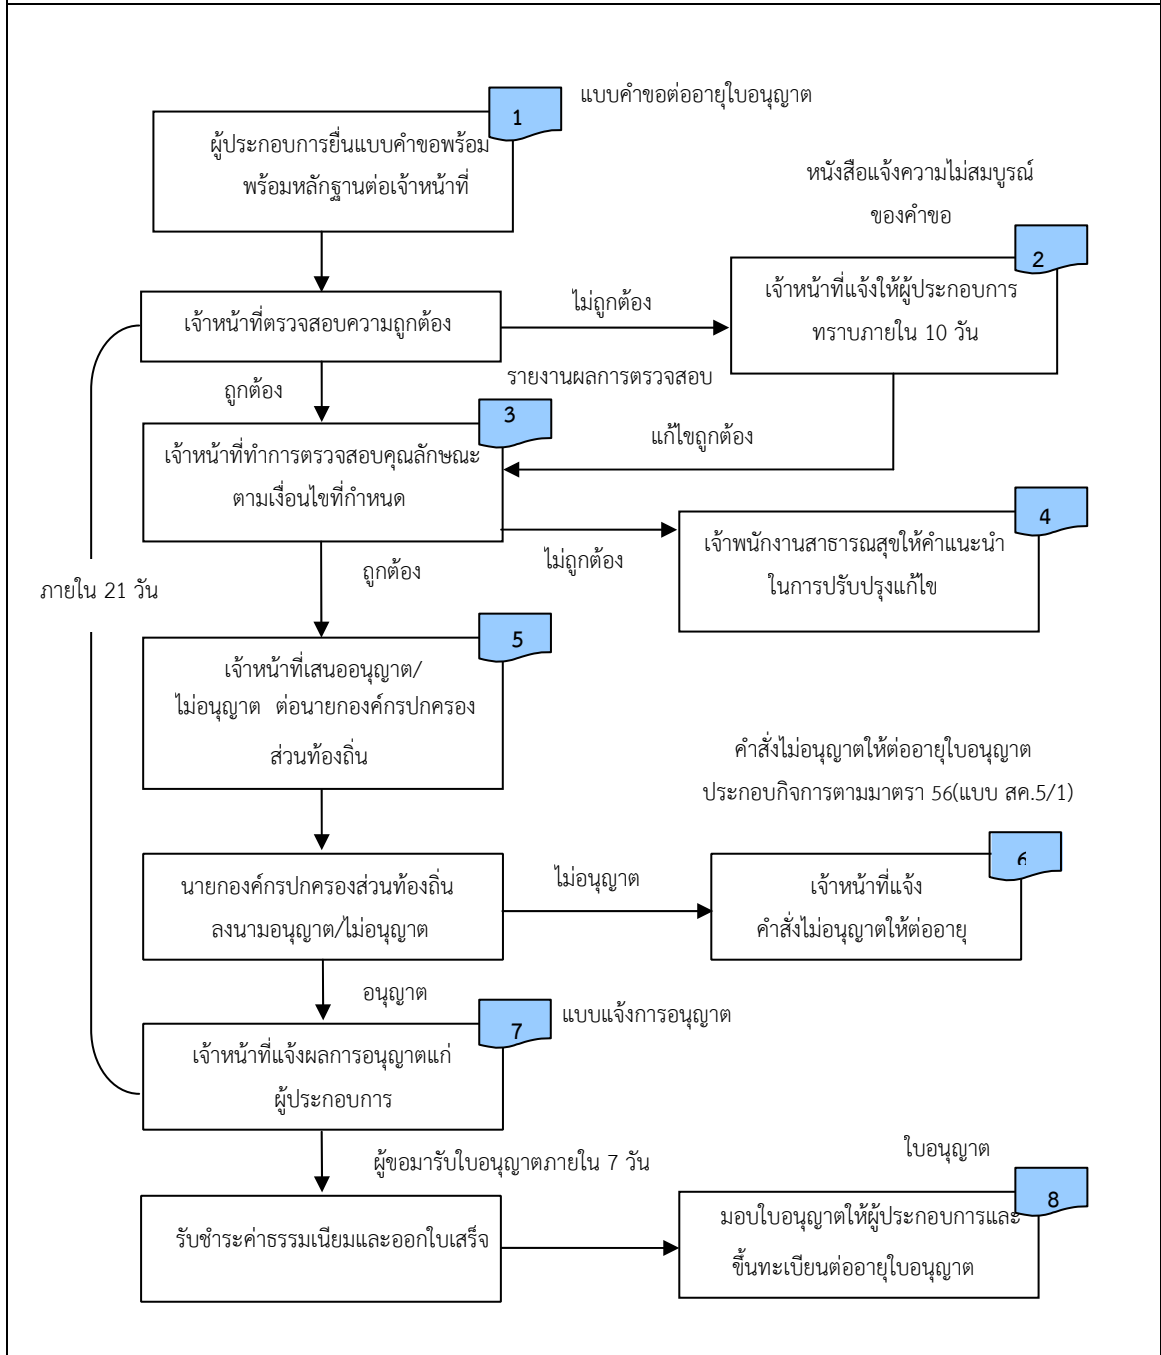 1
แบบคำขอต่ออายุใบอนุญาต
ผู้ประกอบการยื่นแบบคำขอพร้อม
พร้อมหลักฐานต่อเจ้าหน้าที่
หนังสือแจ้งความไม่สมบูรณ์
ของคำขอ
2
เจ้าหน้าที่แจ้งให้ผู้ประกอบการ
ทราบภายใน 10 วัน
ไม่ถูกต้อง
เจ้าหน้าที่ตรวจสอบความถูกต้อง
ถูกต้อง
รายงานผลการตรวจสอบ
3
แก้ไขถูกต้อง
เจ้าหน้าที่ทำการตรวจสอบคุณลักษณะ
ตามเงื่อนไขที่กำหนด
4
เจ้าพนักงานสาธารณสุขให้คำแนะนำ
ในการปรับปรุงแก้ไข
ไม่ถูกต้อง
ถูกต้อง
ภายใน 21 วัน
5
เจ้าหน้าที่เสนออนุญาต/
ไม่อนุญาต ต่อนายกองค์กรปกครอง
ส่วนท้องถิ่น
คำสั่งไม่อนุญาตให้ต่ออายุใบอนุญาต
ประกอบกิจการตามมาตรา 56(แบบ สค.5/1)
6
นายกองค์กรปกครองส่วนท้องถิ่น
ลงนามอนุญาต/ไม่อนุญาต
ไม่อนุญาต
เจ้าหน้าที่แจ้ง
คำสั่งไม่อนุญาตให้ต่ออายุ
อนุญาต
7
แบบแจ้งการอนุญาต
เจ้าหน้าที่แจ้งผลการอนุญาตแก่
ผู้ประกอบการ
ผู้ขอมารับใบอนุญาตภายใน 7 วัน
ใบอนุญาต
8
รับชำระค่าธรรมเนียมและออกใบเสร็จ
มอบใบอนุญาตให้ผู้ประกอบการและ
ขึ้นทะเบียนต่ออายุใบอนุญาต